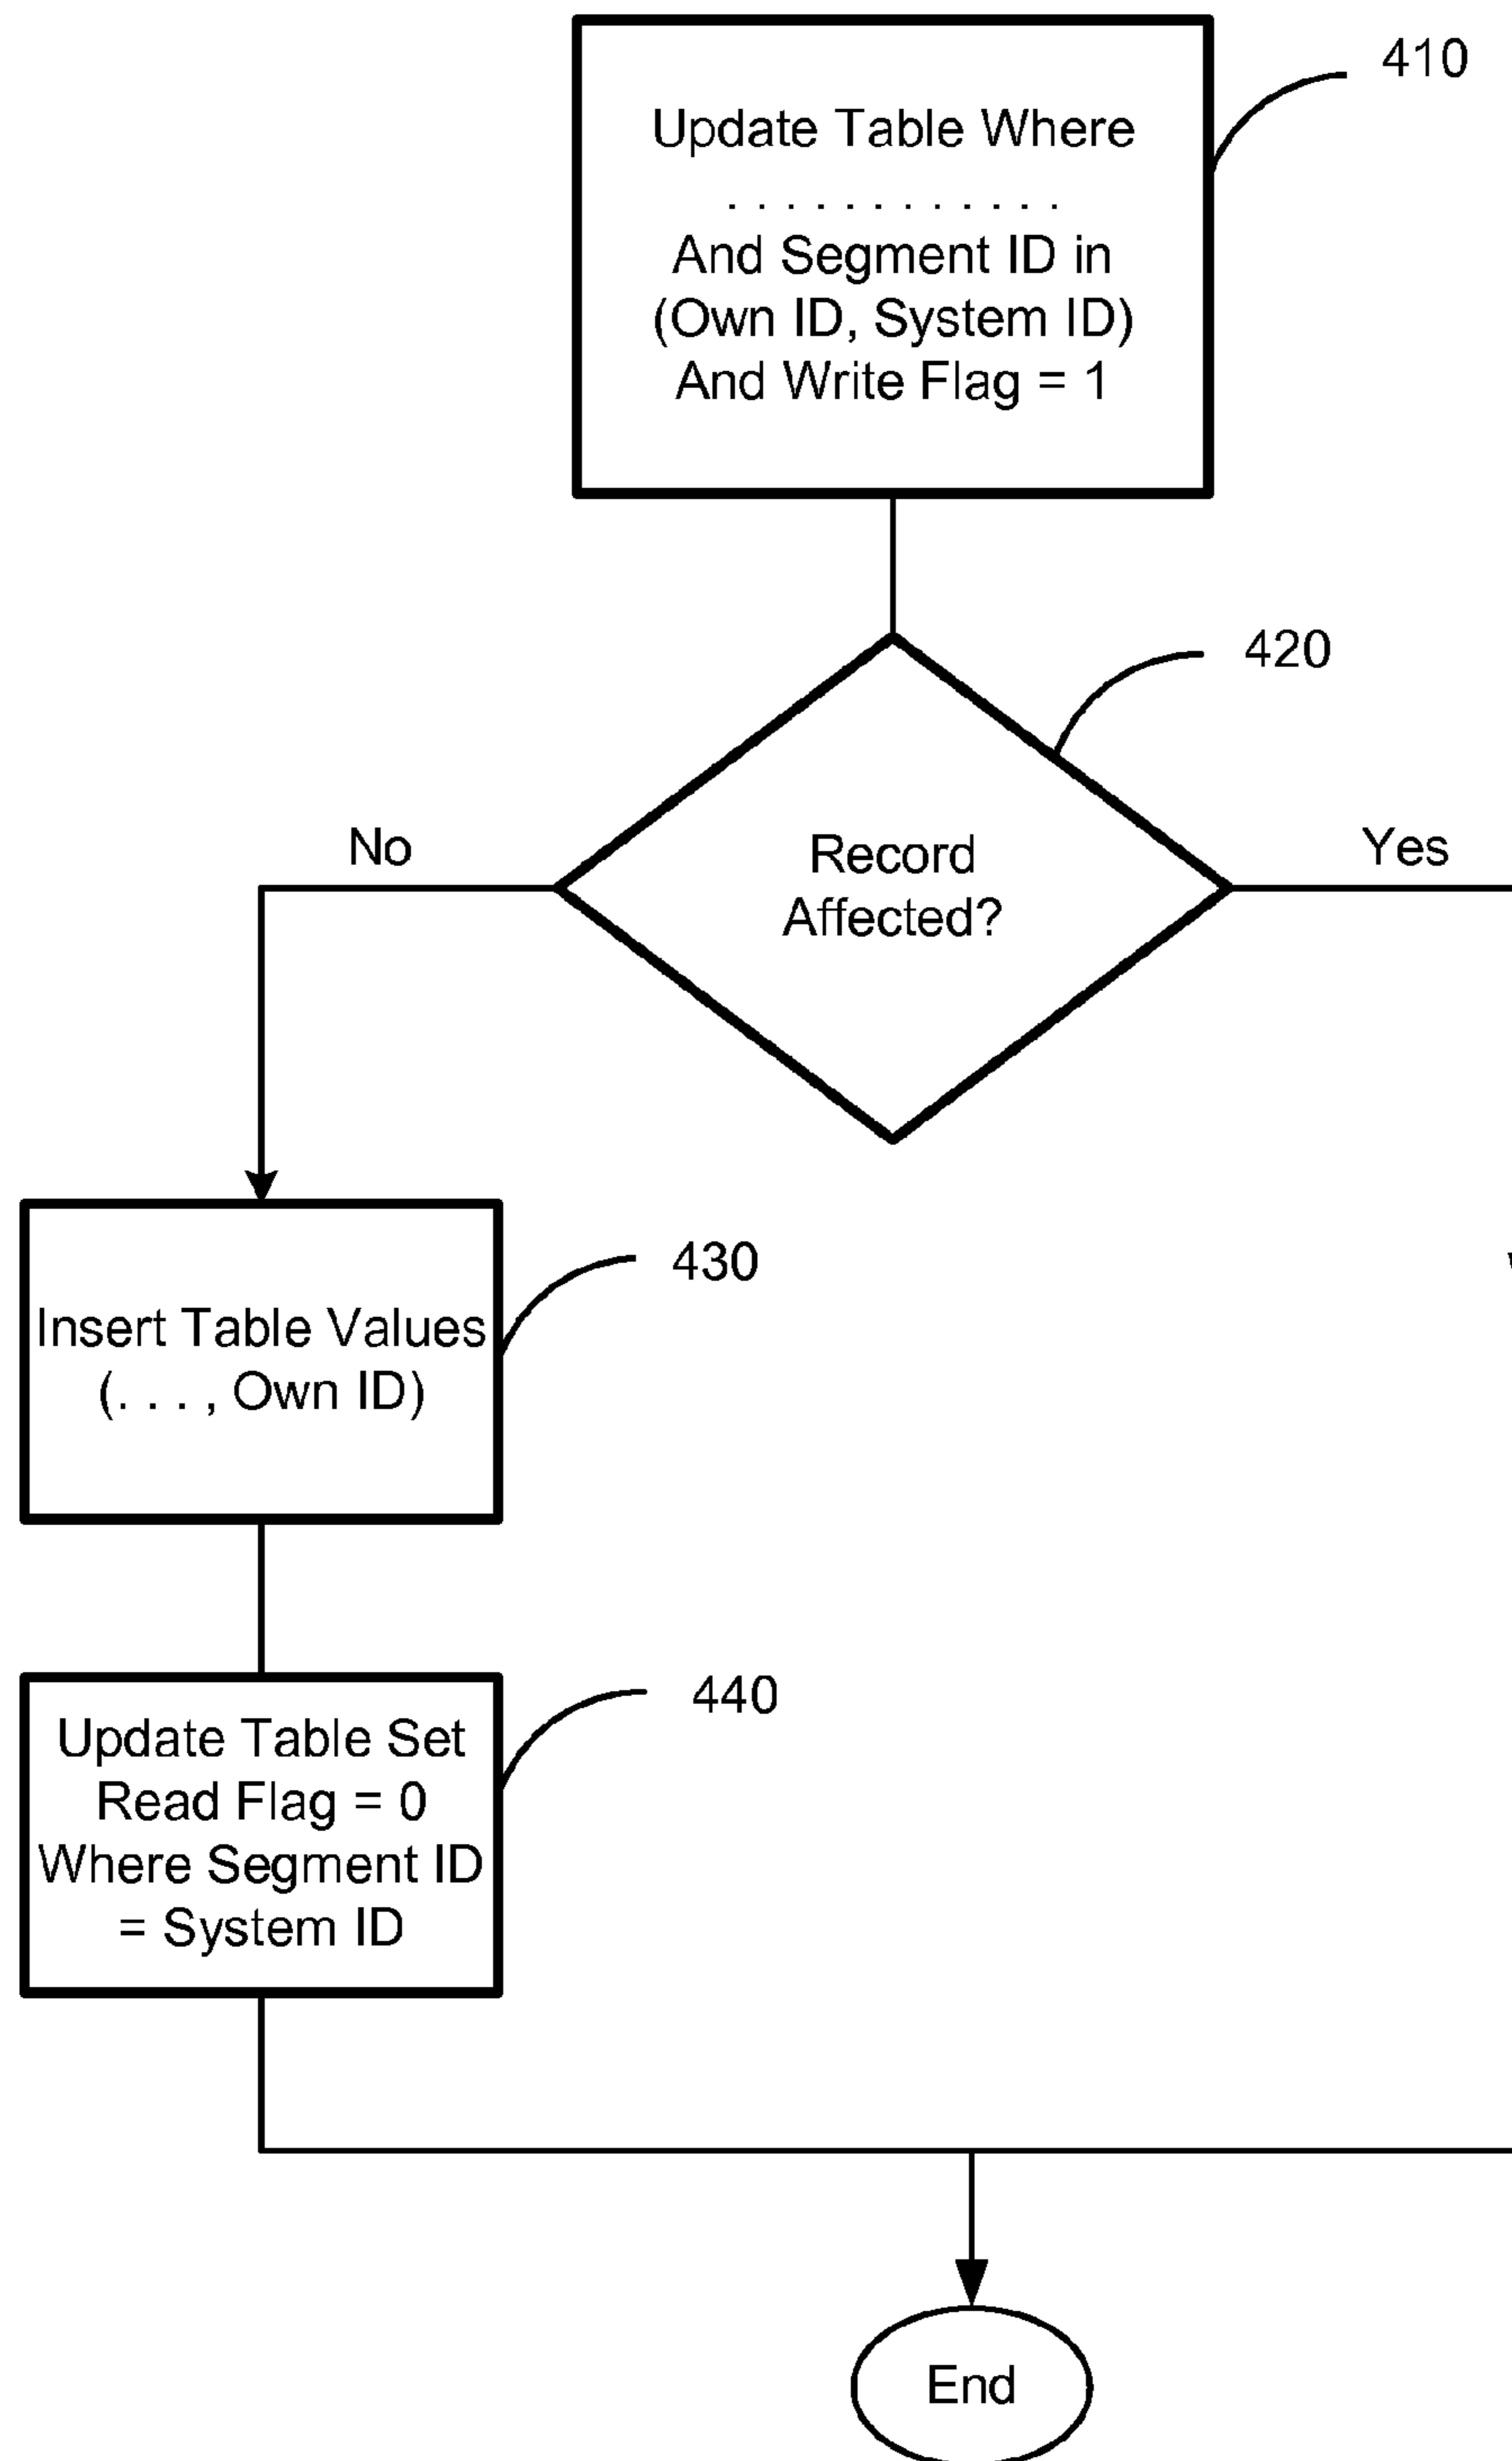 410
Update Table Where
. . . . . . . . . . . .
And Segment ID in
(Own ID, System ID)
And Write Flag = 1
420
No
Record
Affected?
Yes
430
Insert Table Values
(. . . , Own ID)
440
Update Table Set
Read Flag = 0
Where Segment ID
= System ID
End